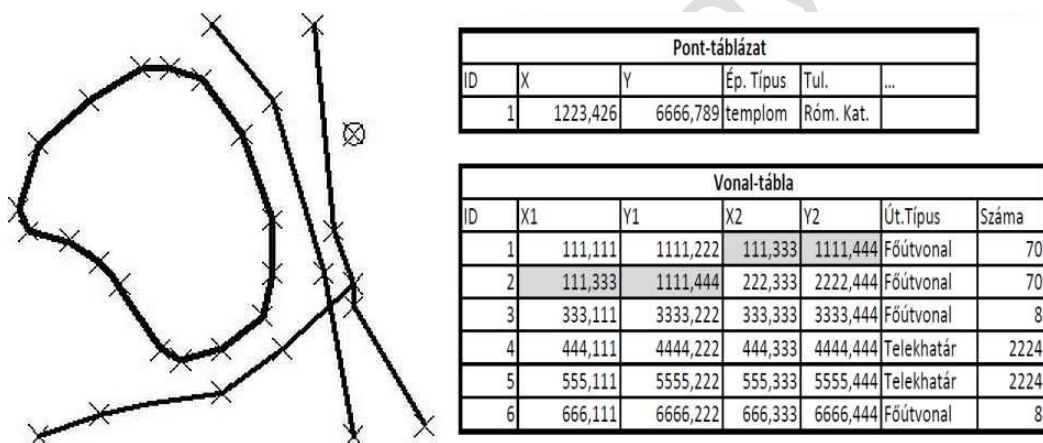 Pont-táblázat
ID X Y Ép. Típus Tul. ...
1 1223,426 6666,789 templom Róm. Kat.
Vonal-tábla
ID X1 Y1 X2 Y2 Út.Típus Száma
1 111,111 1111,222 111,333 1111,444 Főútvonal 70
2 111,333 1111,444 222,333 2222,444 Főútvonal 70
3 333,111 3333,222 333,333 3333,444 Főútvonal 8
4 444,111 4444,222 444,333 4444,444 Telekhatár 2224
5 555,111 5555,222 555,333 5555,444 Telekhatár 2224
6 666,111 6666,222 666,333 6666,444 Főútvonal 8